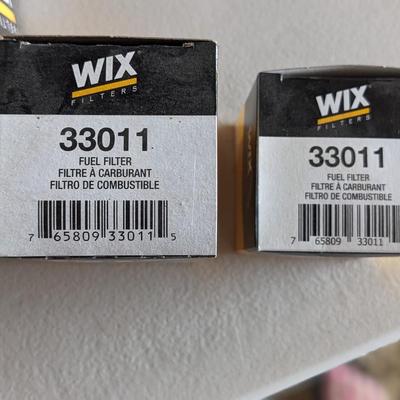 WIX
FILTERS
33011
FUEL FILTER
FILTRE À CARBURANT
FILTRO DE COMBUSTIBLE
7 65809 33011 5
WIX
FILTERS
33011
FUEL FILTER
FILTRE À CARBURANT
FILTRO DE COMBUSTIBLE
7 65809 33011
WIX